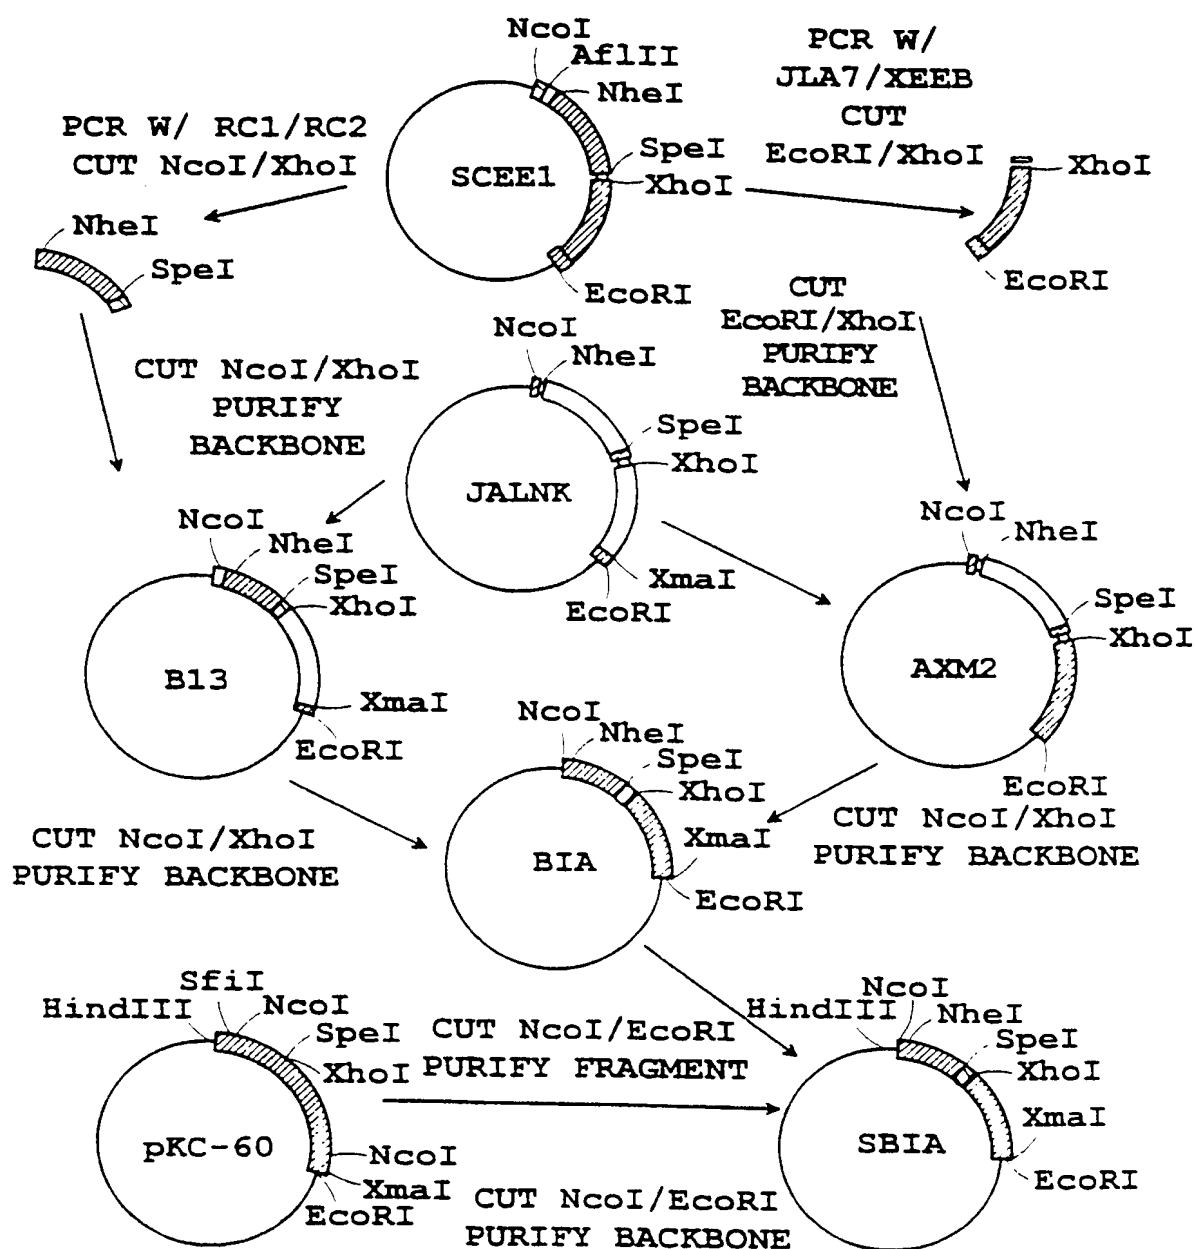 NcoI
AflII
NheI
PCR W/ RC1/RC2
CUT NcoI/XhoI
SCEE1
SpeI
XhoI
EcoRI
PCR W/
JLA7/XEEB
CUT
EcoRI/XhoI
XhoI
EcoRI
NheI
SpeI
CUT
EcoRI/XhoI
PURIFY
BACKBONE
CUT NcoI/XhoI
PURIFY
BACKBONE
NcoI
NheI
SpeI
XhoI
JALNK
XmaI
EcoRI
NcoI
NheI
SpeI
XhoI
B13
XmaI
EcoRI
NcoI
NheI
SpeI
XhoI
AXM2
EcoRI
CUT NcoI/XhoI
PURIFY BACKBONE
CUT NcoI/XhoI
PURIFY BACKBONE
NcoI
NheI
SpeI
XhoI
BIA
XmaI
EcoRI
SfiI
HindIII
NcoI
SpeI
XhoI
pKC-60
NcoI
XmaI
EcoRI
CUT NcoI/EcoRI
PURIFY FRAGMENT
CUT NcoI/EcoRI
PURIFY BACKBONE
NcoI
HindIII
NheI
SpeI
XhoI
XmaI
SBIA
EcoRI